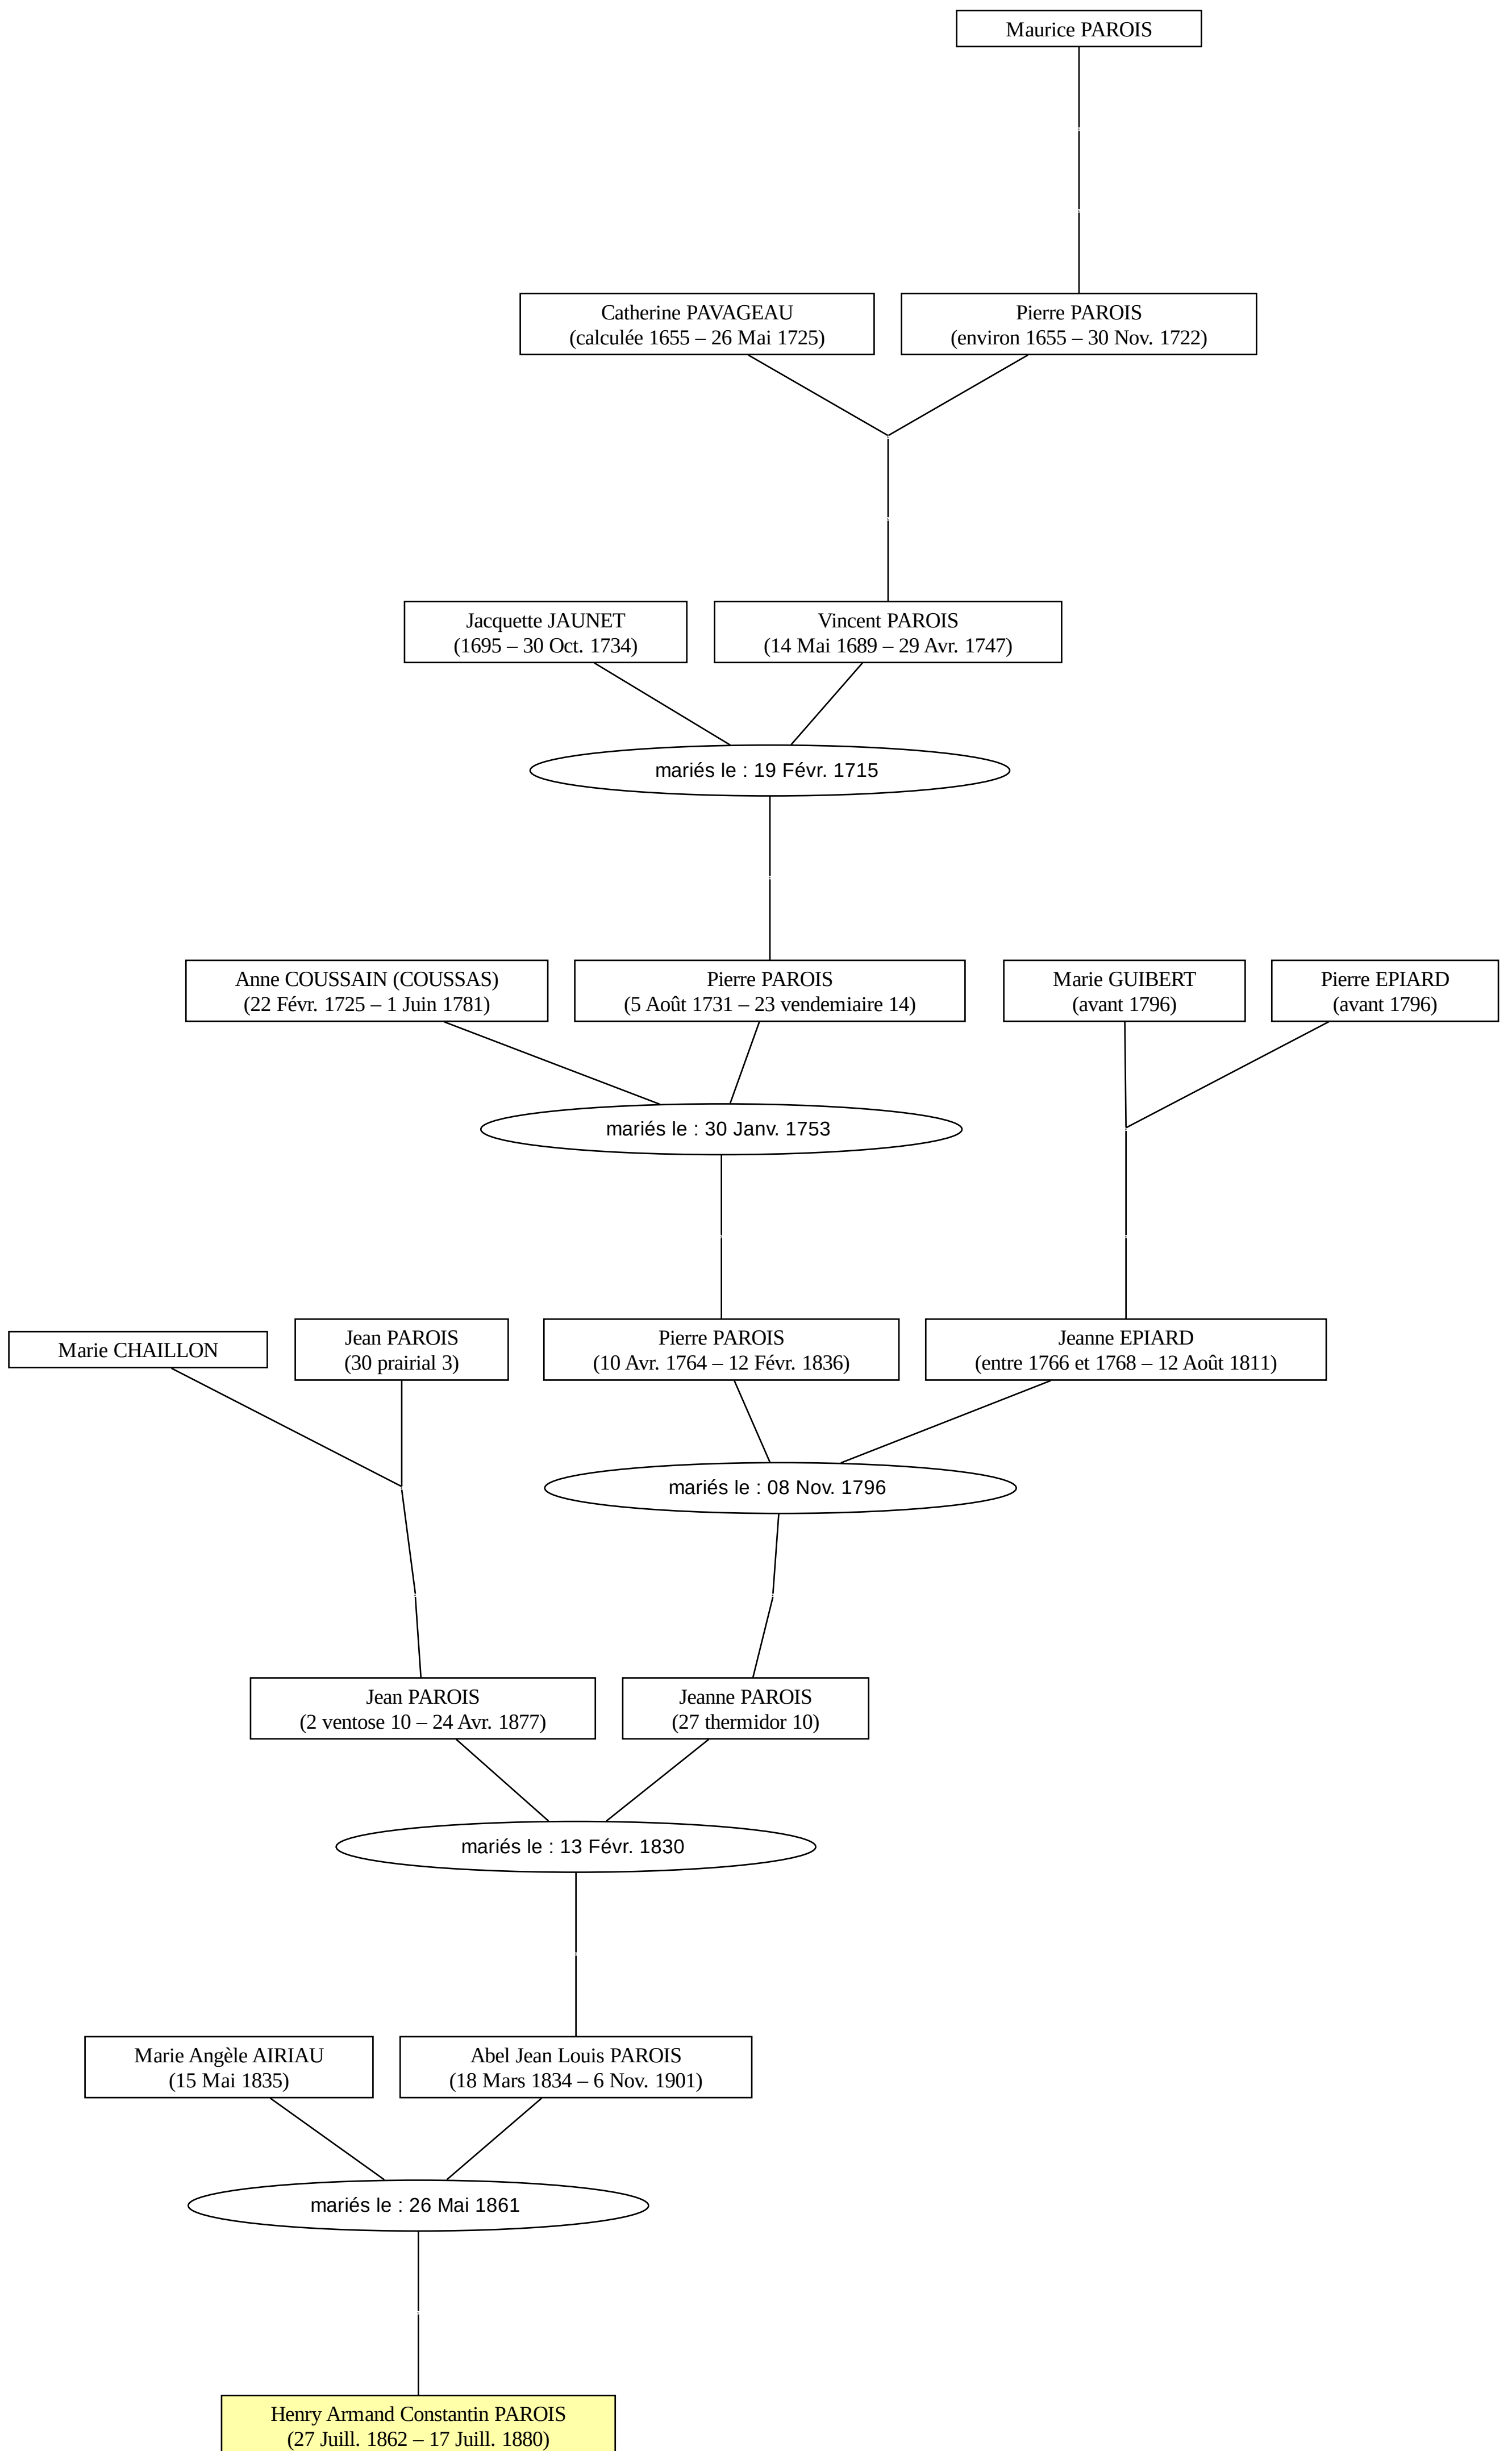 Maurice PAROIS
Catherine PAVAGEAU
(calculée 1655 – 26 Mai 1725)
Pierre PAROIS
(environ 1655 – 30 Nov. 1722)
Jacquette JAUNET
(1695 – 30 Oct. 1734)
Vincent PAROIS
(14 Mai 1689 – 29 Avr. 1747)
mariés le : 19 Févr. 1715
Anne COUSSAIN (COUSSAS)
(22 Févr. 1725 – 1 Juin 1781)
Pierre PAROIS
(5 Août 1731 – 23 vendemiaire 14)
Marie GUIBERT
(avant 1796)
Pierre EPIARD
(avant 1796)
mariés le : 30 Janv. 1753
Marie CHAILLON
Jean PAROIS
(30 prairial 3)
Pierre PAROIS
(10 Avr. 1764 – 12 Févr. 1836)
Jeanne EPIARD
(entre 1766 et 1768 – 12 Août 1811)
mariés le : 08 Nov. 1796
Jean PAROIS
(2 ventose 10 – 24 Avr. 1877)
Jeanne PAROIS
(27 thermidor 10)
mariés le : 13 Févr. 1830
Marie Angèle AIRIAU
(15 Mai 1835)
Abel Jean Louis PAROIS
(18 Mars 1834 – 6 Nov. 1901)
mariés le : 26 Mai 1861
Henry Armand Constantin PAROIS
(27 Juill. 1862 – 17 Juill. 1880)